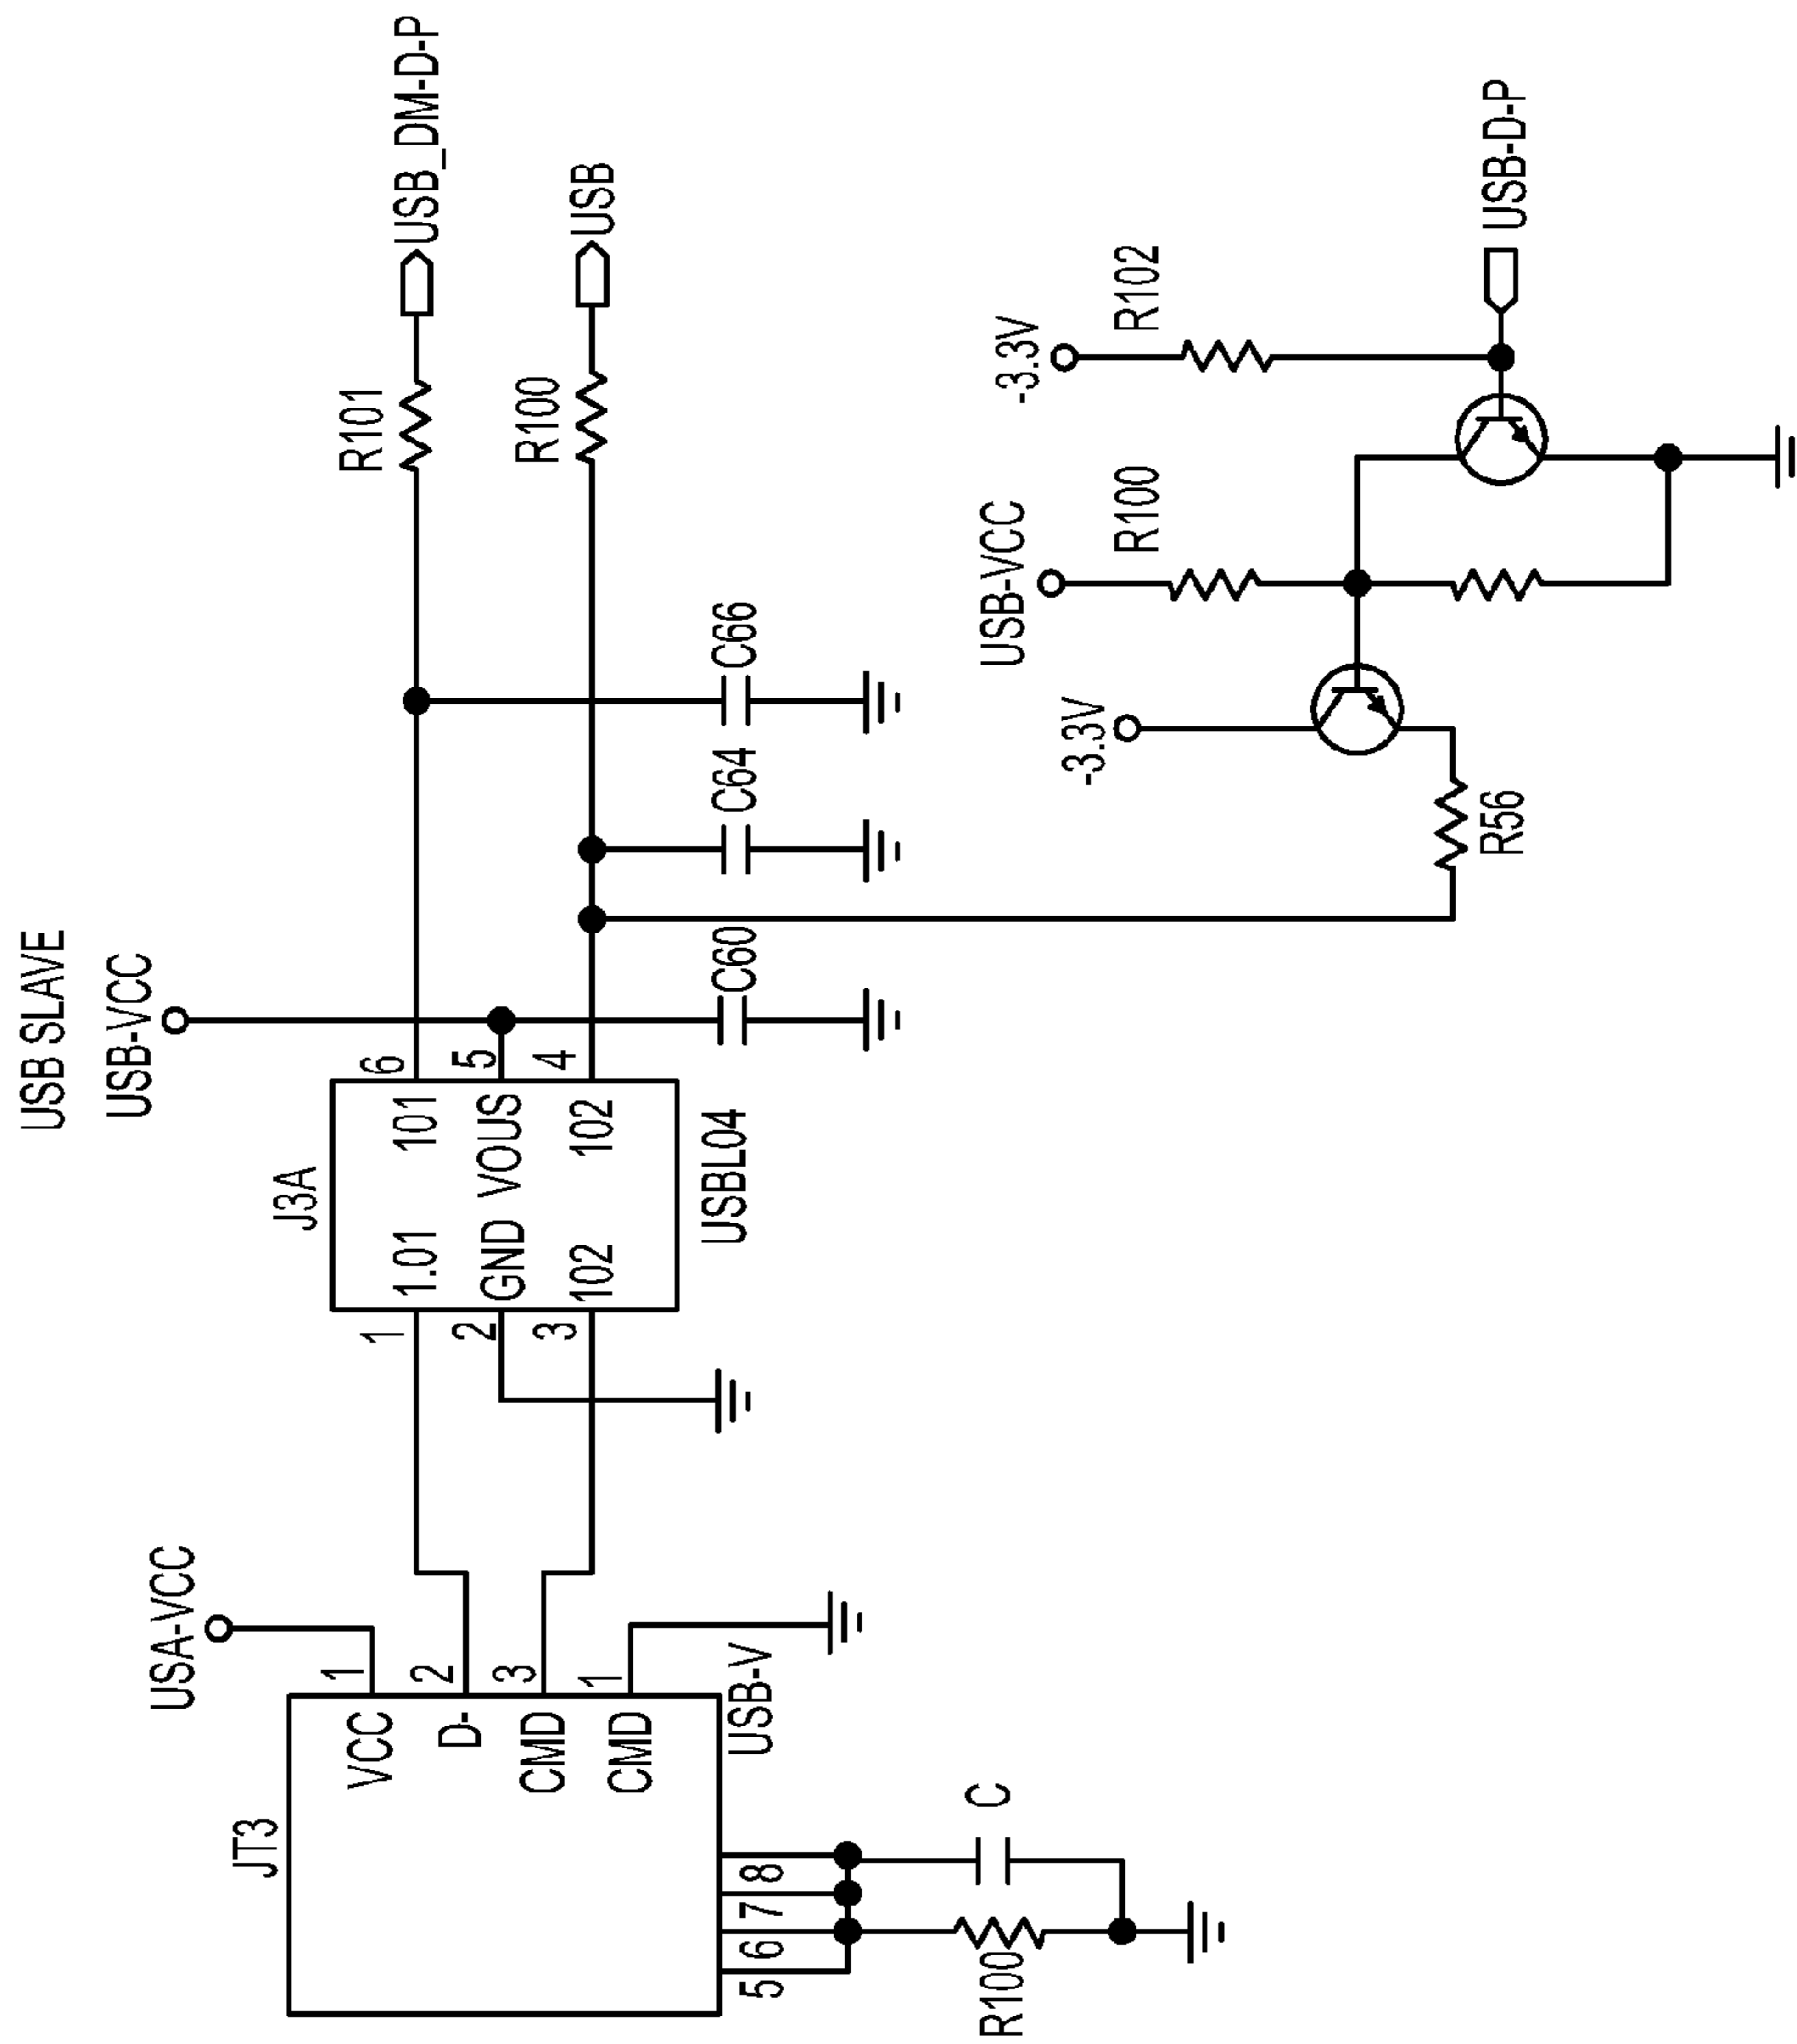 USB SLAVE
USB-VCC
USA-VCC
JT3
VCC
D-
CMD
CMD
1
2
3
1
USB-V
5
6
7
8
R100
C
J3A
1.01
GND
102
101
VOUS
102
1
2
3
6
5
4
USBL04
C60
C64
C66
R101
USB_DM-D-P
R100
USB
-3.3V
USB-VCC
R100
-3.3V
R102
USB-D-P
R56